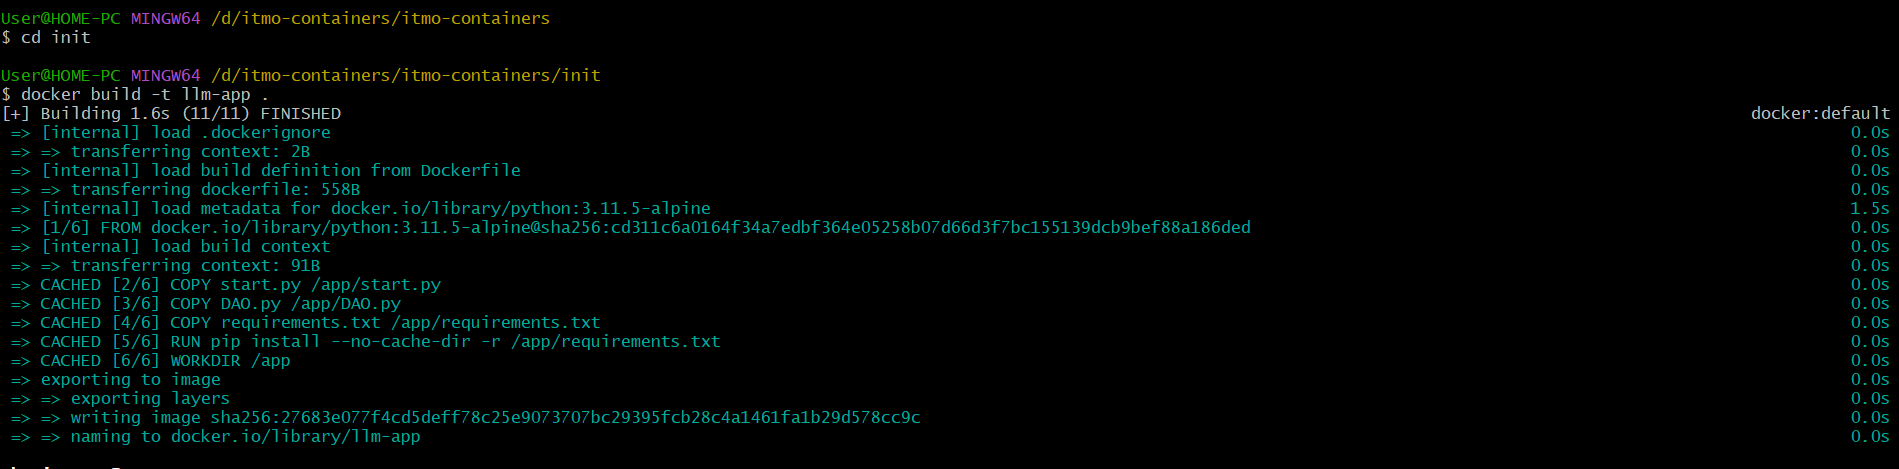 User@HOME-PC MINGW64 /d/itmo-containers/itmo-containers
$ cd init
User@HOME-PC MINGW64 /d/itmo-containers/itmo-containers/init
$ docker build -t llm-app .
[+] Building 1.6s (11/11) FINISHED docker:default
=> [internal] load .dockerignore 0.0s
=> => transferring context: 2B 0.0s
=> [internal] load build definition from Dockerfile 0.0s
=> => transferring dockerfile: 558B 0.0s
=> [internal] load metadata for docker.io/library/python:3.11.5-alpine 1.5s
=> [1/6] FROM docker.io/library/python:3.11.5-alpine@sha256:cd311c6a0164f34a7edbf364e05258b07d66d3f7bc155139dcb9bef88a186ded 0.0s
=> [internal] load build context 0.0s
=> => transferring context: 91B 0.0s
=> CACHED [2/6] COPY start.py /app/start.py 0.0s
=> CACHED [3/6] COPY DAO.py /app/DAO.py 0.0s
=> CACHED [4/6] COPY requirements.txt /app/requirements.txt 0.0s
=> CACHED [5/6] RUN pip install --no-cache-dir -r /app/requirements.txt 0.0s
=> CACHED [6/6] WORKDIR /app 0.0s
=> exporting to image 0.0s
=> => exporting layers 0.0s
=> => writing image sha256:27683e077f4cd5deff78c25e9073707bc29395fcb28c4a1461fa1b29d578cc9c 0.0s
=> => naming to docker.io/library/llm-app 0.0s